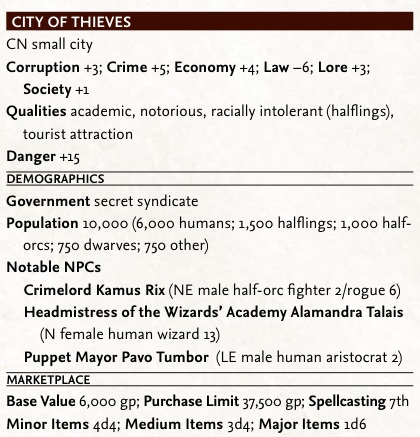 CITY OF THIEVES
CN small city
Corruption +3; Crime +5; Economy +4; Law –6; Lore +3;
Society +1
Qualities academic, notorious, racially intolerant (halflings),
tourist attraction
Danger +15
DEMOGRAPHICS
Government secret syndicate
Population 10,000 (6,000 humans; 1,500 halflings; 1,000 half-
orcs; 750 dwarves; 750 other)
Notable NPCs
Crimelord Kamus Rix (NE male half-orc fighter 2/rogue 6)
Headmistress of the Wizards’ Academy Alamandra Talais
(N female human wizard 13)
Puppet Mayor Pavo Tumbor (LE male human aristocrat 2)
MARKETPLACE
Base Value 6,000 gp; Purchase Limit 37,500 gp; Spellcasting 7th
Minor Items 4d4; Medium Items 3d4; Major Items 1d6